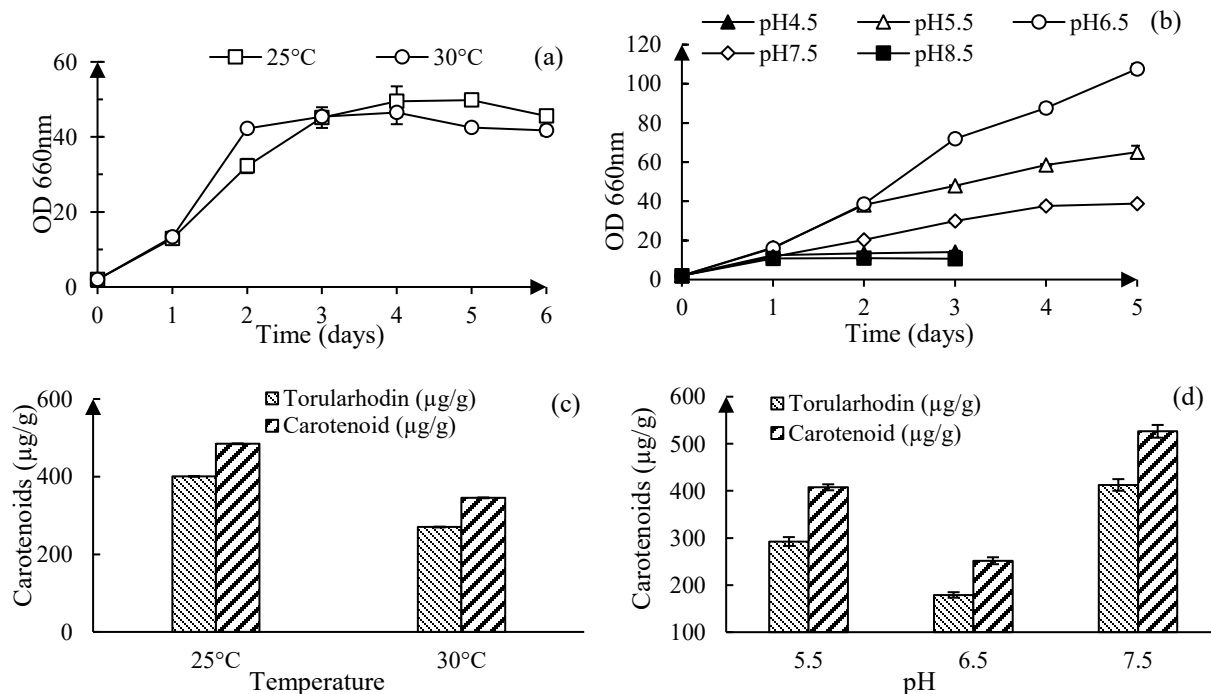 25°C 30°C (a)
60
40
20
0
OD 660nm
0 1 2 3 4 5 6
Time (days)
pH4.5 pH5.5 pH6.5 (b)
pH7.5 pH8.5
120
100
80
60
40
20
0
OD 660nm
0 1 2 3 4 5
Time (days)
Torularhodin (µg/g) (c)
Carotenoid (µg/g)
600
400
200
0
Carotenoids (µg/g)
25°C 30°C
Temperature
Torularhodin (µg/g) (d)
Carotenoid (µg/g)
600
500
400
300
200
100
Carotenoids (µg/g)
5.5 6.5 7.5
pH